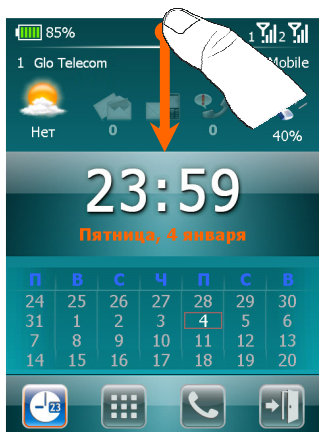 85% 1 2
1 Glo Telecom Mobile
Нет 0 0 40%
23:59
Пятница, 4 января
П В С Ч П С В
24 25 26 27 28 29 30
31 1 2 3 4 5 6
7 8 9 10 11 12 13
14 15 16 17 18 19 20
23